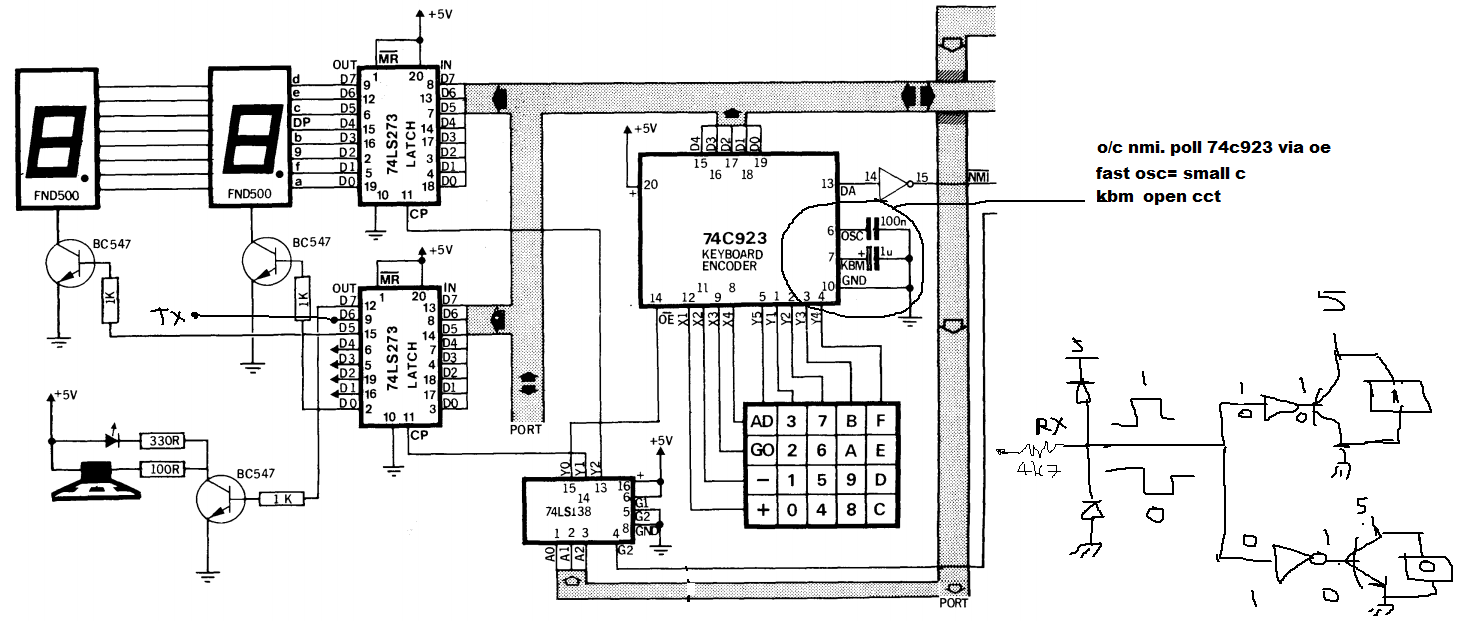 +5V
MR
OUT
IN
1
20
d
D7
9
8
D7
e
D6
12
13
D6
c
D5
6
7
D5
DP
D4
15
14
D4
b
D3
16
17
D3
g
D2
2
3
D2
f
D1
5
4
D1
a
D0
19
18
D0
74LS273
LATCH
10
11
CP
FND500
FND500
BC547
BC547
1K
1K
+5V
MR
OUT
IN
1
20
D7
12
13
D7
D6
9
8
D6
D5
15
14
D5
D4
6
7
D4
D3
5
4
D3
D2
19
18
D2
D1
16
17
D1
D0
2
3
D0
74LS273
LATCH
10
11
CP
TX
+5V
330R
100R
BC547
1K
PORT
+5V
D4
D3
D2
D1
D0
15
16
17
18
19
20
+
74C923
KEYBOARD
ENCODER
13
DA
14
15
NMI
6
OSC
100n
7
KBM
+
1u
10
GND
14
12
11
9
8
5
1
2
3
4
OE
X1
X2
X3
X4
Y5
Y1
Y2
Y3
Y4
AD 3 7 B F
GO 2 6 A E
- 1 5 9 D
+ 0 4 8 C
+5V
Y0
Y1
Y2
15
14
13
16
+
6
G1
5
G2
8
GND
4
G2
74LS138
1
2
3
A0
A1
A2
PORT
o/c nmi. poll 74c923 via oe
fast osc= small c
kbm open cct
5
5
1
RX
4k7
0
1
0
1
0
1
5
0
1
1
0
0